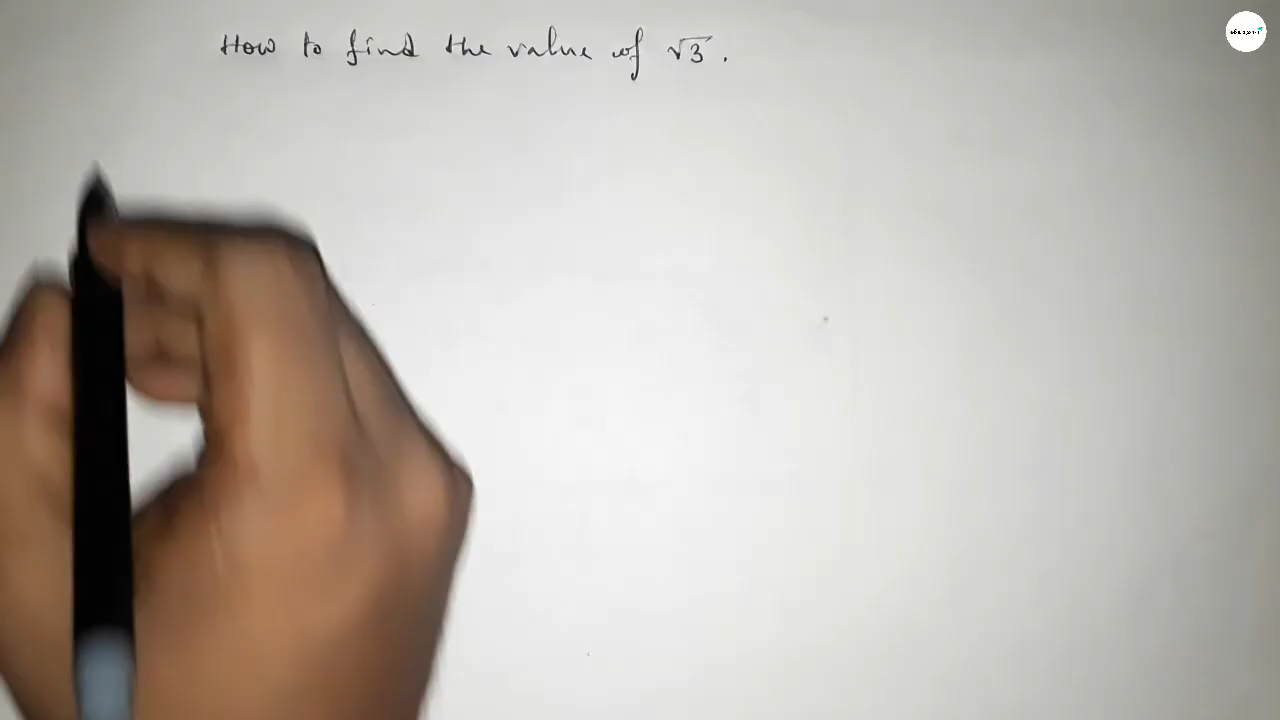 How to find the value of √3.